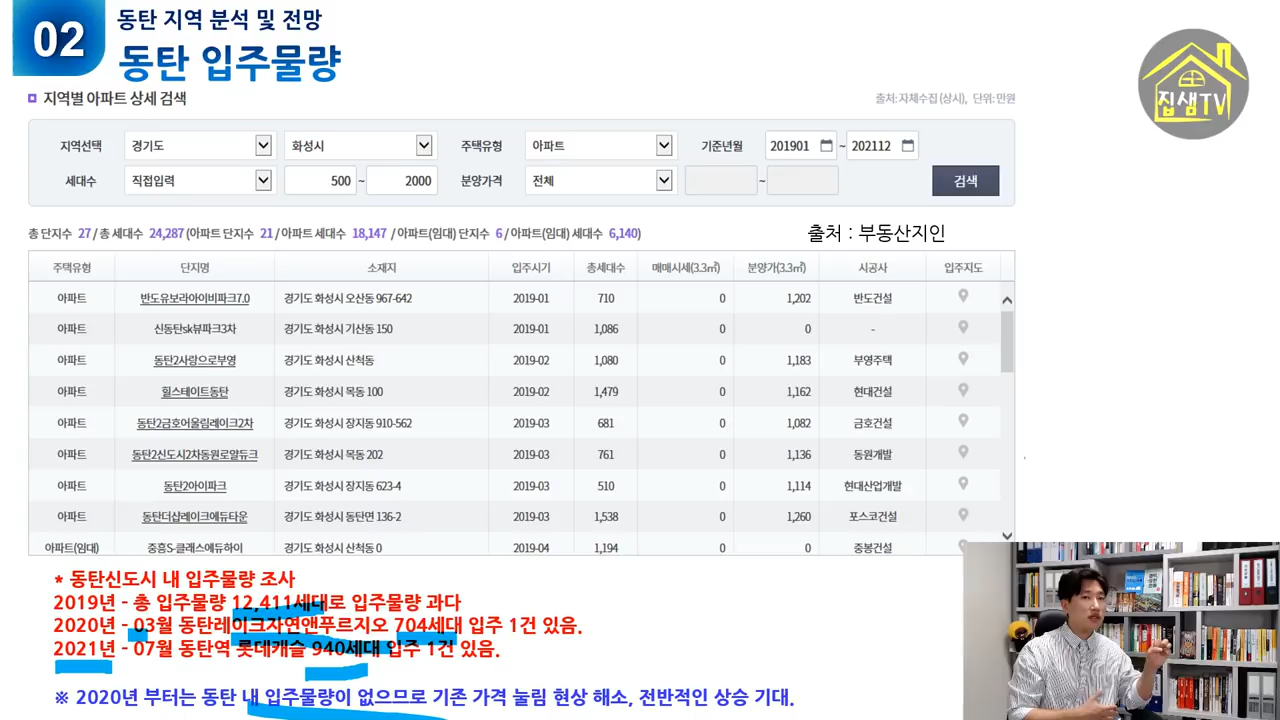 02
동탄 지역 분석 및 전망
동탄 입주물량
집샘TV
지역별 아파트 상세 검색
출처: 자체수집(상시), 단위: 만원
지역선택 경기도 화성시 주택유형 아파트 기준년월 201901 ~ 202112
세대수 직접입력 500 ~ 2000 분양가격 전체 ~ 검색
총 단지수 27 / 총 세대수 24,287 (아파트 단지수 21 / 아파트 세대수 18,147 / 아파트(임대) 단지수 6 / 아파트(임대) 세대수 6,140)
출처 : 부동산지인
주택유형 단지명 소재지 입주시기 총세대수 매매시세(3.3㎡) 분양가(3.3㎡) 시공사 입주지도
아파트 반도유보라아이비파크7.0 경기도 화성시 오산동 967-642 2019-01 710 0 1,202 반도건설
아파트 신동탄sk뷰파크3차 경기도 화성시 기산동 150 2019-01 1,086 0 0 -
아파트 동탄2사랑으로부영 경기도 화성시 산척동 2019-02 1,080 0 1,183 부영주택
아파트 힐스테이트동탄 경기도 화성시 목동 100 2019-02 1,479 0 1,162 현대건설
아파트 동탄2금호어울림레이크2차 경기도 화성시 장지동 910-562 2019-03 681 0 1,082 금호건설
아파트 동탄2신도시2차동원로얄듀크 경기도 화성시 목동 202 2019-03 761 0 1,136 동원개발
아파트 동탄2아이파크 경기도 화성시 장지동 623-4 2019-03 510 0 1,114 현대산업개발
아파트 동탄더샵레이크에듀타운 경기도 화성시 동탄면 136-2 2019-03 1,538 0 1,260 포스코건설
아파트(임대) 중흥S-클래스에듀하이 경기도 화성시 산척동 0 2019-04 1,194 0 0 중봉건설
* 동탄신도시 내 입주물량 조사
2019년 - 총 입주물량 12,411세대로 입주물량 과다
2020년 - 03월 동탄레이크자연앤푸르지오 704세대 입주 1건 있음.
2021년 - 07월 동탄역 롯데캐슬 940세대 입주 1건 있음.
※ 2020년 부터는 동탄 내 입주물량이 없으므로 기존 가격 눌림 현상 해소, 전반적인 상승 기대.